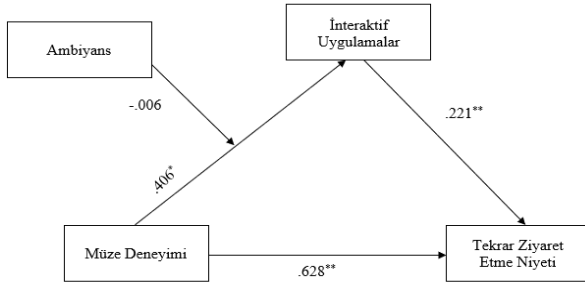 İnteraktif
Uygulamalar
Ambiyans
-.006
.221**
.406*
Müze Deneyimi
Tekrar Ziyaret
Etme Niyeti
.628**